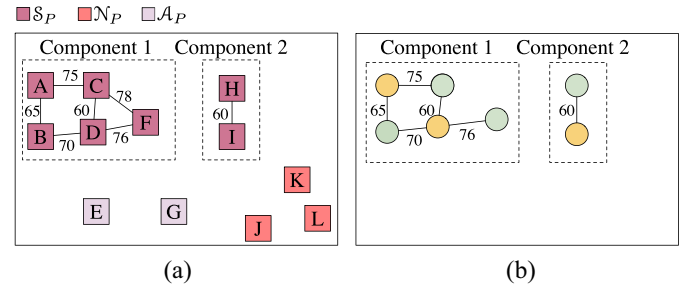 𝒮_P 𝒩_P 𝒜_P
Component 1 Component 2 Component 1 Component 2
A 75 C H 75
78
65 60 F 60 65 60 60
B 70 D 76 I 70 76
K
E G L
J
(a) (b)